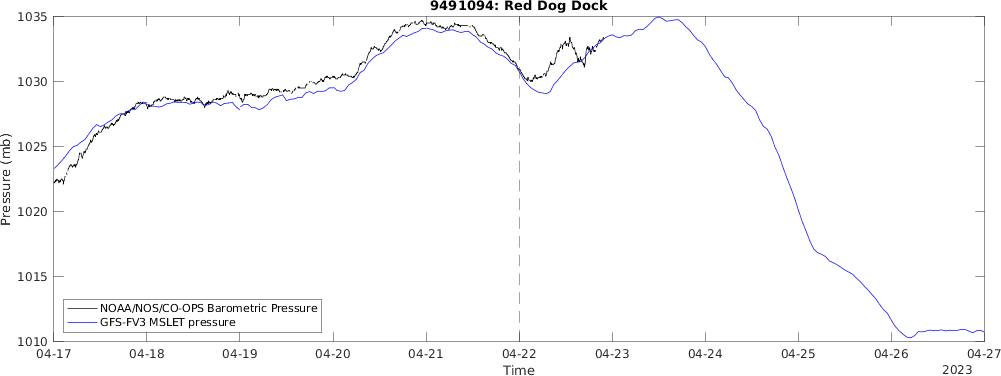 9491094: Red Dog Dock
Pressure (mb)
1035
1030
1025
1020
1015
1010
NOAA/NOS/CO-OPS Barometric Pressure
GFS-FV3 MSLET pressure
04-17 04-18 04-19 04-20 04-21 04-22 04-23 04-24 04-25 04-26 04-27
Time
2023